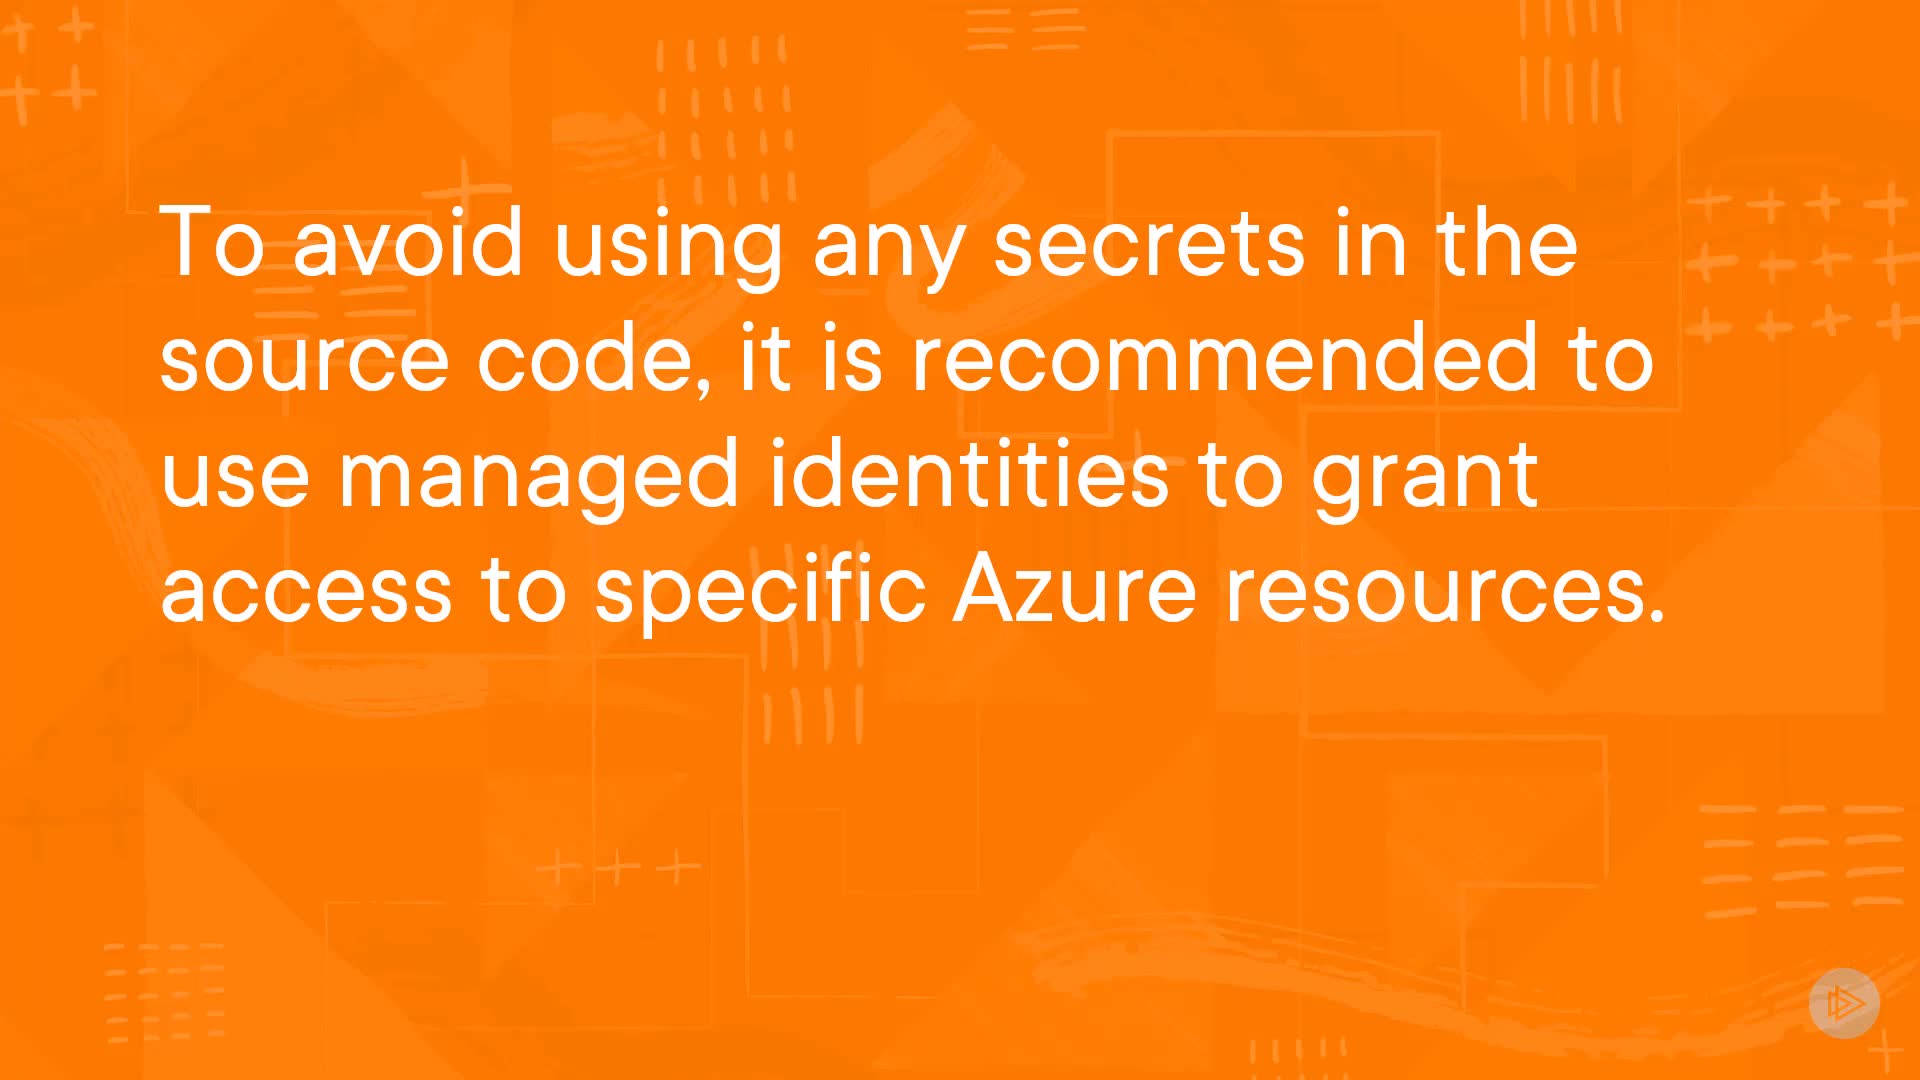 To avoid using any secrets in the
source code, it is recommended to
use managed identities to grant
access to specific Azure resources.